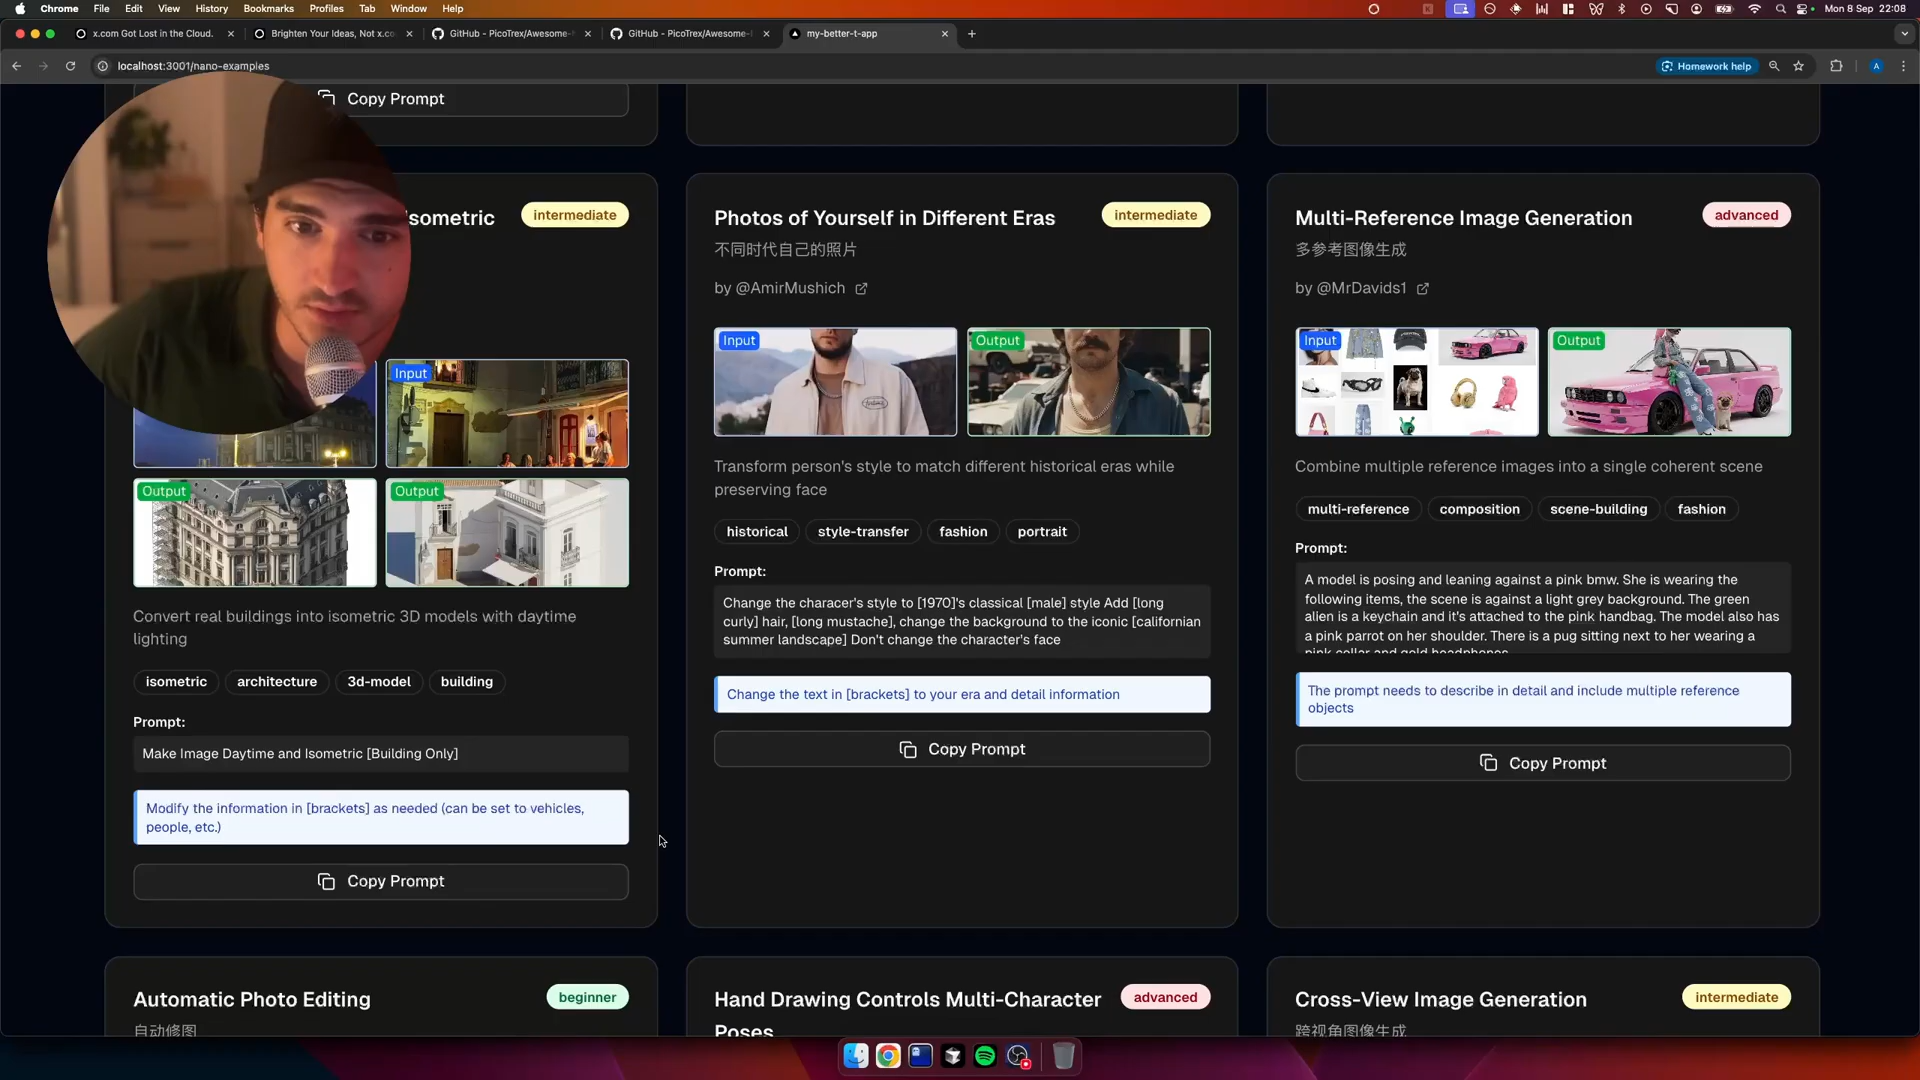 Chrome File Edit View History Bookmarks Profiles Tab Window Help
Mon 8 Sep 22:08
x.com Got Lost in the Cloud.
Brighten Your Ideas, Not x.co
GitHub - PicoTrex/Awesome-
GitHub - PicoTrex/Awesome-
my-better-t-app
localhost:3001/nano-examples
Homework help
A
Copy Prompt
sometric
intermediate
Input
Output
Output
Convert real buildings into isometric 3D models with daytime
lighting
isometric
architecture
3d-model
building
Prompt:
Make Image Daytime and Isometric [Building Only]
Modify the information in [brackets] as needed (can be set to vehicles,
people, etc.)
Copy Prompt
Photos of Yourself in Different Eras
intermediate
不同时代自己的照片
by @AmirMushich
Input
Output
Transform person's style to match different historical eras while
preserving face
historical
style-transfer
fashion
portrait
Prompt:
Change the characer's style to [1970]'s classical [male] style Add [long
curly] hair, [long mustache], change the background to the iconic [californian
summer landscape] Don't change the character's face
Change the text in [brackets] to your era and detail information
Copy Prompt
Multi-Reference Image Generation
advanced
多参考图像生成
by @MrDavids1
Input
Output
Combine multiple reference images into a single coherent scene
multi-reference
composition
scene-building
fashion
Prompt:
A model is posing and leaning against a pink bmw. She is wearing the
following items, the scene is against a light grey background. The green
alien is a keychain and it's attached to the pink handbag. The model also has
a pink parrot on her shoulder. There is a pug sitting next to her wearing a
pink collar and gold headphones.
The prompt needs to describe in detail and include multiple reference
objects
Copy Prompt
Automatic Photo Editing
beginner
自动修图
Hand Drawing Controls Multi-Character
Poses
advanced
Cross-View Image Generation
intermediate
跨视角图像生成